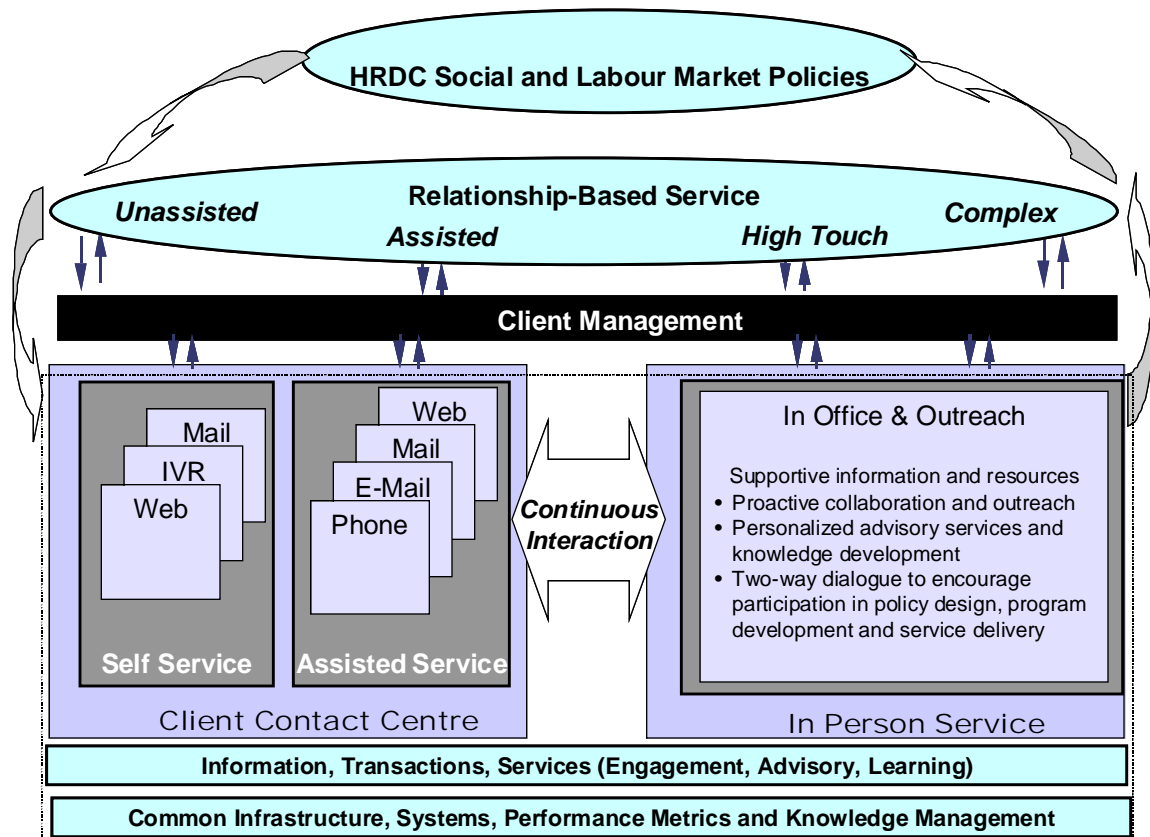 HRDC Social and Labour Market Policies
Relationship-Based Service
Unassisted
Assisted
High Touch
Complex
Client Management
Mail
IVR
Web
Self Service
Web
Mail
E-Mail
Phone
Assisted Service
Client Contact Centre
Continuous
Interaction
In Office & Outreach
Supportive information and resources
• Proactive collaboration and outreach
• Personalized advisory services and
knowledge development
• Two-way dialogue to encourage
participation in policy design, program
development and service delivery
In Person Service
Information, Transactions, Services (Engagement, Advisory, Learning)
Common Infrastructure, Systems, Performance Metrics and Knowledge Management